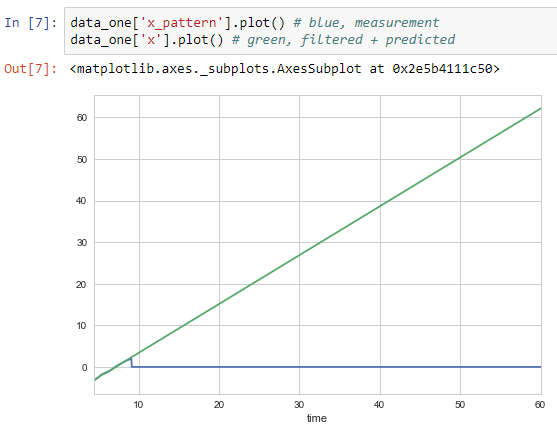 In [7]: data_one['x_pattern'].plot() # blue, measurement
data_one['x'].plot() # green, filtered + predicted
Out[7]: <matplotlib.axes._subplots.AxesSubplot at 0x2e5b4111c50>
60
50
40
30
20
10
0
10 20 30 40 50 60
time